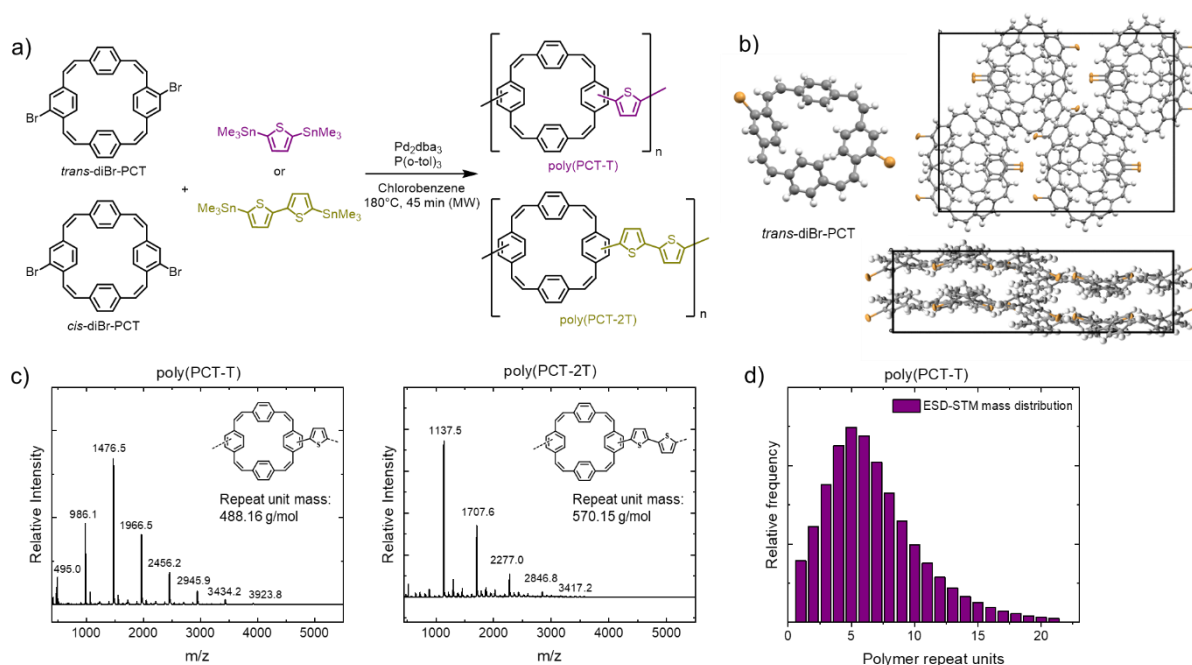 a)
Br
Br
trans-diBr-PCT
+
Br
Br
cis-diBr-PCT
Me3Sn
S
SnMe3
or
Me3Sn
S
S
SnMe3
Pd2dba3
P(o-tol)3
Chlorobenzene
180°C, 45 min (MW)
S
n
poly(PCT-T)
S
S
n
poly(PCT-2T)
b)
trans-diBr-PCT
c)
poly(PCT-T)
Relative Intensity
495.0
986.1
1476.5
1966.5
2456.2
2945.9
3434.2
3923.8
S
Repeat unit mass:
488.16 g/mol
1000 2000 3000 4000 5000
m/z
poly(PCT-2T)
Relative Intensity
1137.5
1707.6
2277.0
2846.8
3417.2
S
S
Repeat unit mass:
570.15 g/mol
1000 2000 3000 4000 5000
m/z
d)
poly(PCT-T)
ESD-STM mass distribution
Relative frequency
0 5 10 15 20
Polymer repeat units